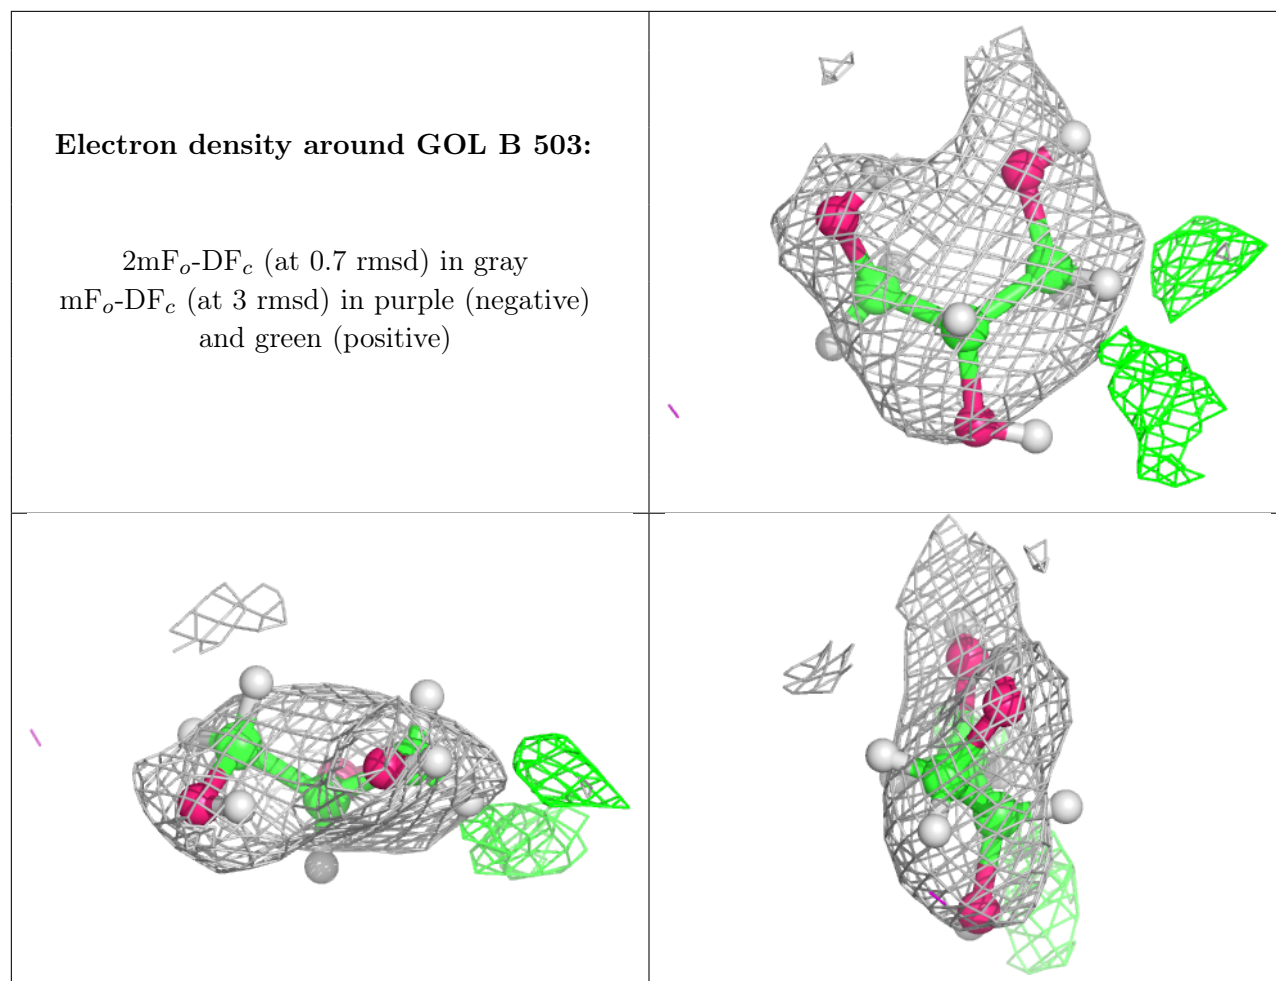 Electron density around GOL B 503:
2mFo-DFc (at 0.7 rmsd) in gray
mFo-DFc (at 3 rmsd) in purple (negative)
and green (positive)